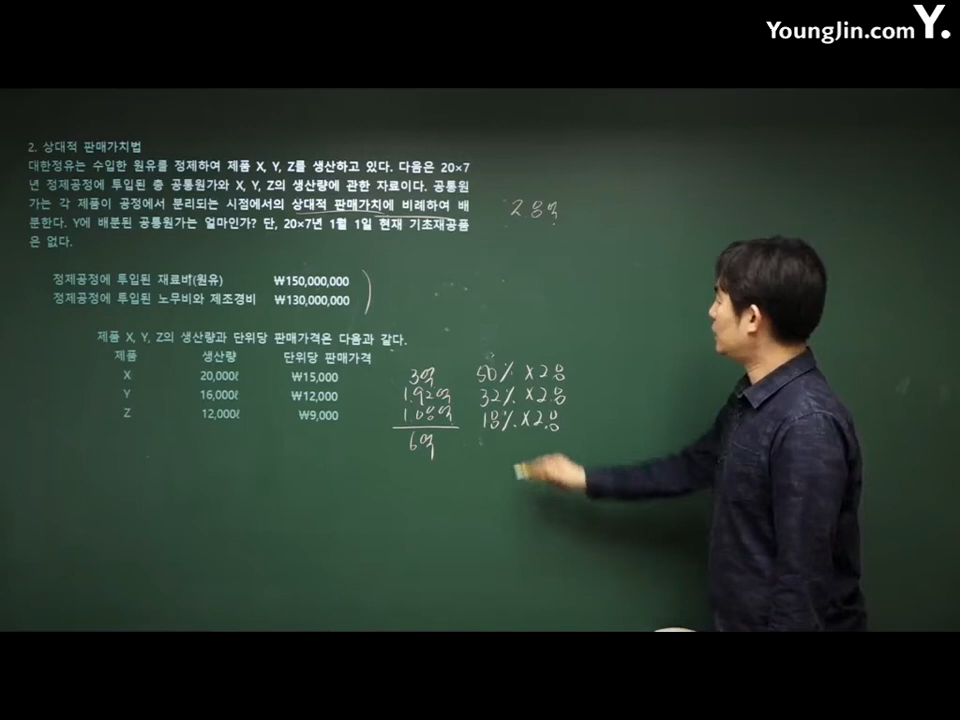 YoungJin.com Y.
2. 상대적 판매가치법
대한정유는 수입한 원유를 정제하여 제품 X, Y, Z를 생산하고 있다. 다음은 20×7
년 정제공정에 투입된 총 공통원가와 X, Y, Z의 생산량에 관한 자료이다. 공통원
가는 각 제품이 공정에서 분리되는 시점에서의 상대적 판매가치에 비례하여 배
분한다. Y에 배분된 공통원가는 얼마인가? 단, 20×7년 1월 1일 현재 기초재공품
은 없다.
2.8억
정제공정에 투입된 재료비(원유) ₩150,000,000
정제공정에 투입된 노무비와 제조경비 ₩130,000,000
제품 X, Y, Z의 생산량과 단위당 판매가격은 다음과 같다.
제품 생산량 단위당 판매가격
X 20,000ℓ ₩15,000 3억 50% × 2.8
Y 16,000ℓ ₩12,000 1.92억 32% × 2.8
Z 12,000ℓ ₩9,000 1.08억 18% × 2.8
6억